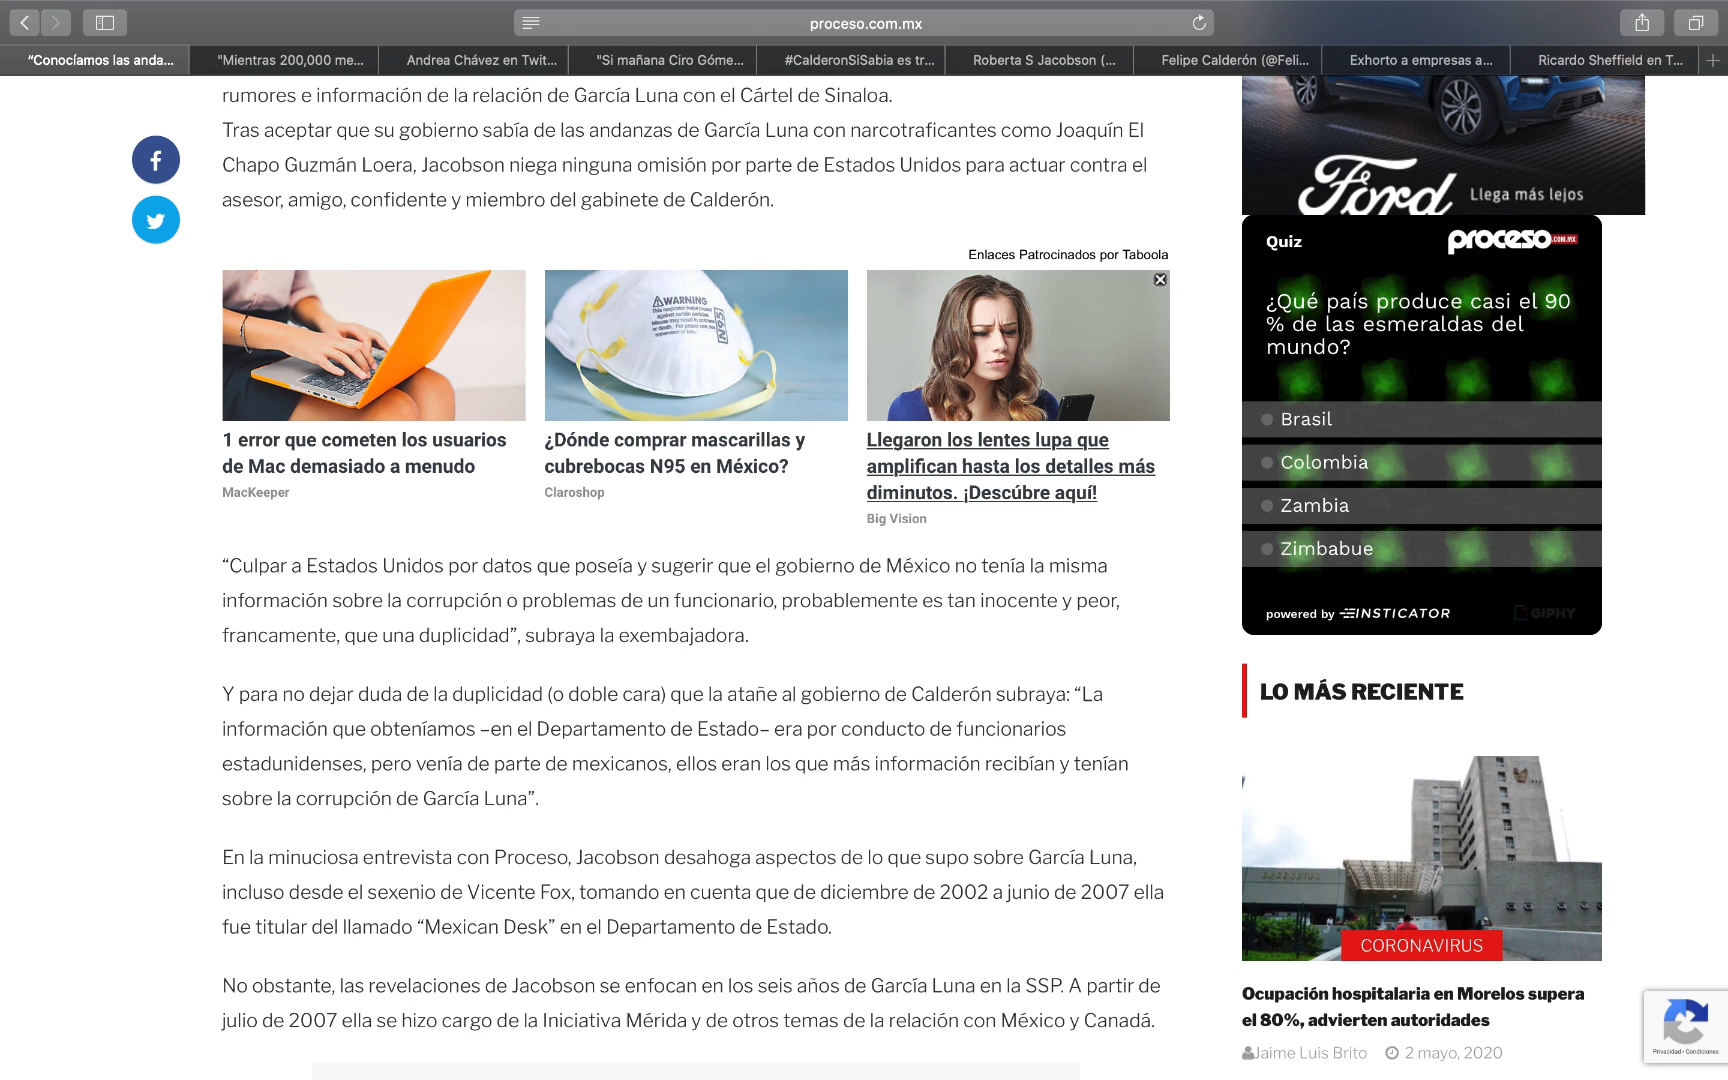 proceso.com.mx
“Conocíamos las anda...
"Mientras 200,000 me...
Andrea Chávez en Twit...
"Si mañana Ciro Góme...
#CalderonSiSabia es tr...
Roberta S Jacobson (...
Felipe Calderón (@Feli...
Exhorto a empresas a...
Ricardo Sheffield en T...
rumores e información de la relación de García Luna con el Cártel de Sinaloa.
Tras aceptar que su gobierno sabía de las andanzas de García Luna con narcotraficantes como Joaquín El
Chapo Guzmán Loera, Jacobson niega ninguna omisión por parte de Estados Unidos para actuar contra el
asesor, amigo, confidente y miembro del gabinete de Calderón.
Enlaces Patrocinados por Taboola
WARNING
N95
1 error que cometen los usuarios
de Mac demasiado a menudo
MacKeeper
¿Dónde comprar mascarillas y
cubrebocas N95 en México?
Claroshop
Llegaron los lentes lupa que
amplifican hasta los detalles más
diminutos. ¡Descúbre aquí!
Big Vision
“Culpar a Estados Unidos por datos que poseía y sugerir que el gobierno de México no tenía la misma
información sobre la corrupción o problemas de un funcionario, probablemente es tan inocente y peor,
francamente, que una duplicidad”, subraya la exembajadora.
Y para no dejar duda de la duplicidad (o doble cara) que la atañe al gobierno de Calderón subraya: “La
información que obteníamos –en el Departamento de Estado– era por conducto de funcionarios
estadunidenses, pero venía de parte de mexicanos, ellos eran los que más información recibían y tenían
sobre la corrupción de García Luna”.
En la minuciosa entrevista con Proceso, Jacobson desahoga aspectos de lo que supo sobre García Luna,
incluso desde el sexenio de Vicente Fox, tomando en cuenta que de diciembre de 2002 a junio de 2007 ella
fue titular del llamado “Mexican Desk” en el Departamento de Estado.
No obstante, las revelaciones de Jacobson se enfocan en los seis años de García Luna en la SSP. A partir de
julio de 2007 ella se hizo cargo de la Iniciativa Mérida y de otros temas de la relación con México y Canadá.
Ford
Llega más lejos
Quiz
proceso.COM.MX
¿Qué país produce casi el 90
% de las esmeraldas del
mundo?
Brasil
Colombia
Zambia
Zimbabue
powered by INSTICATOR
GIPHY
LO MÁS RECIENTE
CORONAVIRUS
Ocupación hospitalaria en Morelos supera
el 80%, advierten autoridades
Jaime Luis Brito 2 mayo, 2020
Privacidad - Condiciones